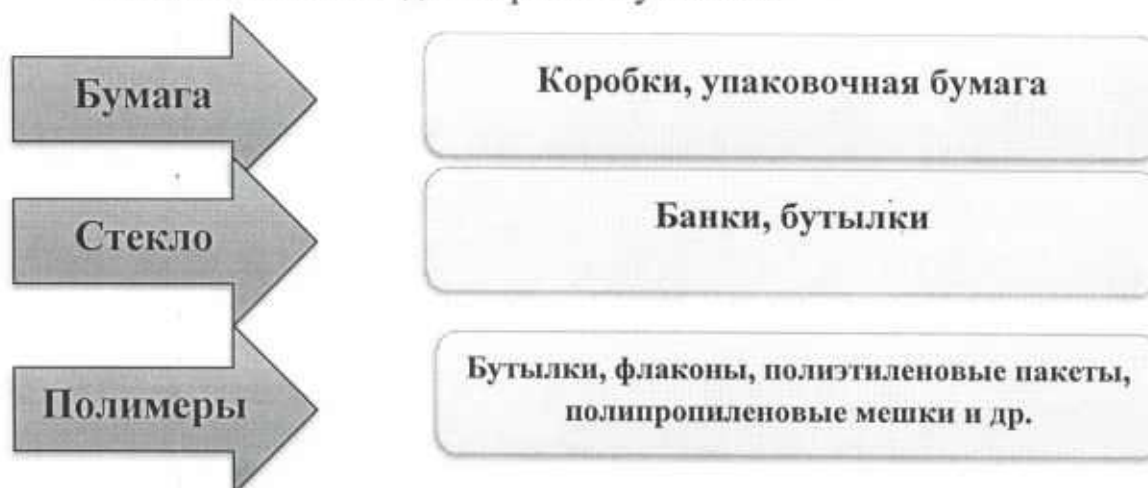 Бумага
Коробки, упаковочная бумага
Стекло
Банки, бутылки
Полимеры
Бутылки, флаконы, полиэтиленовые пакеты,
полипропиленовые мешки и др.